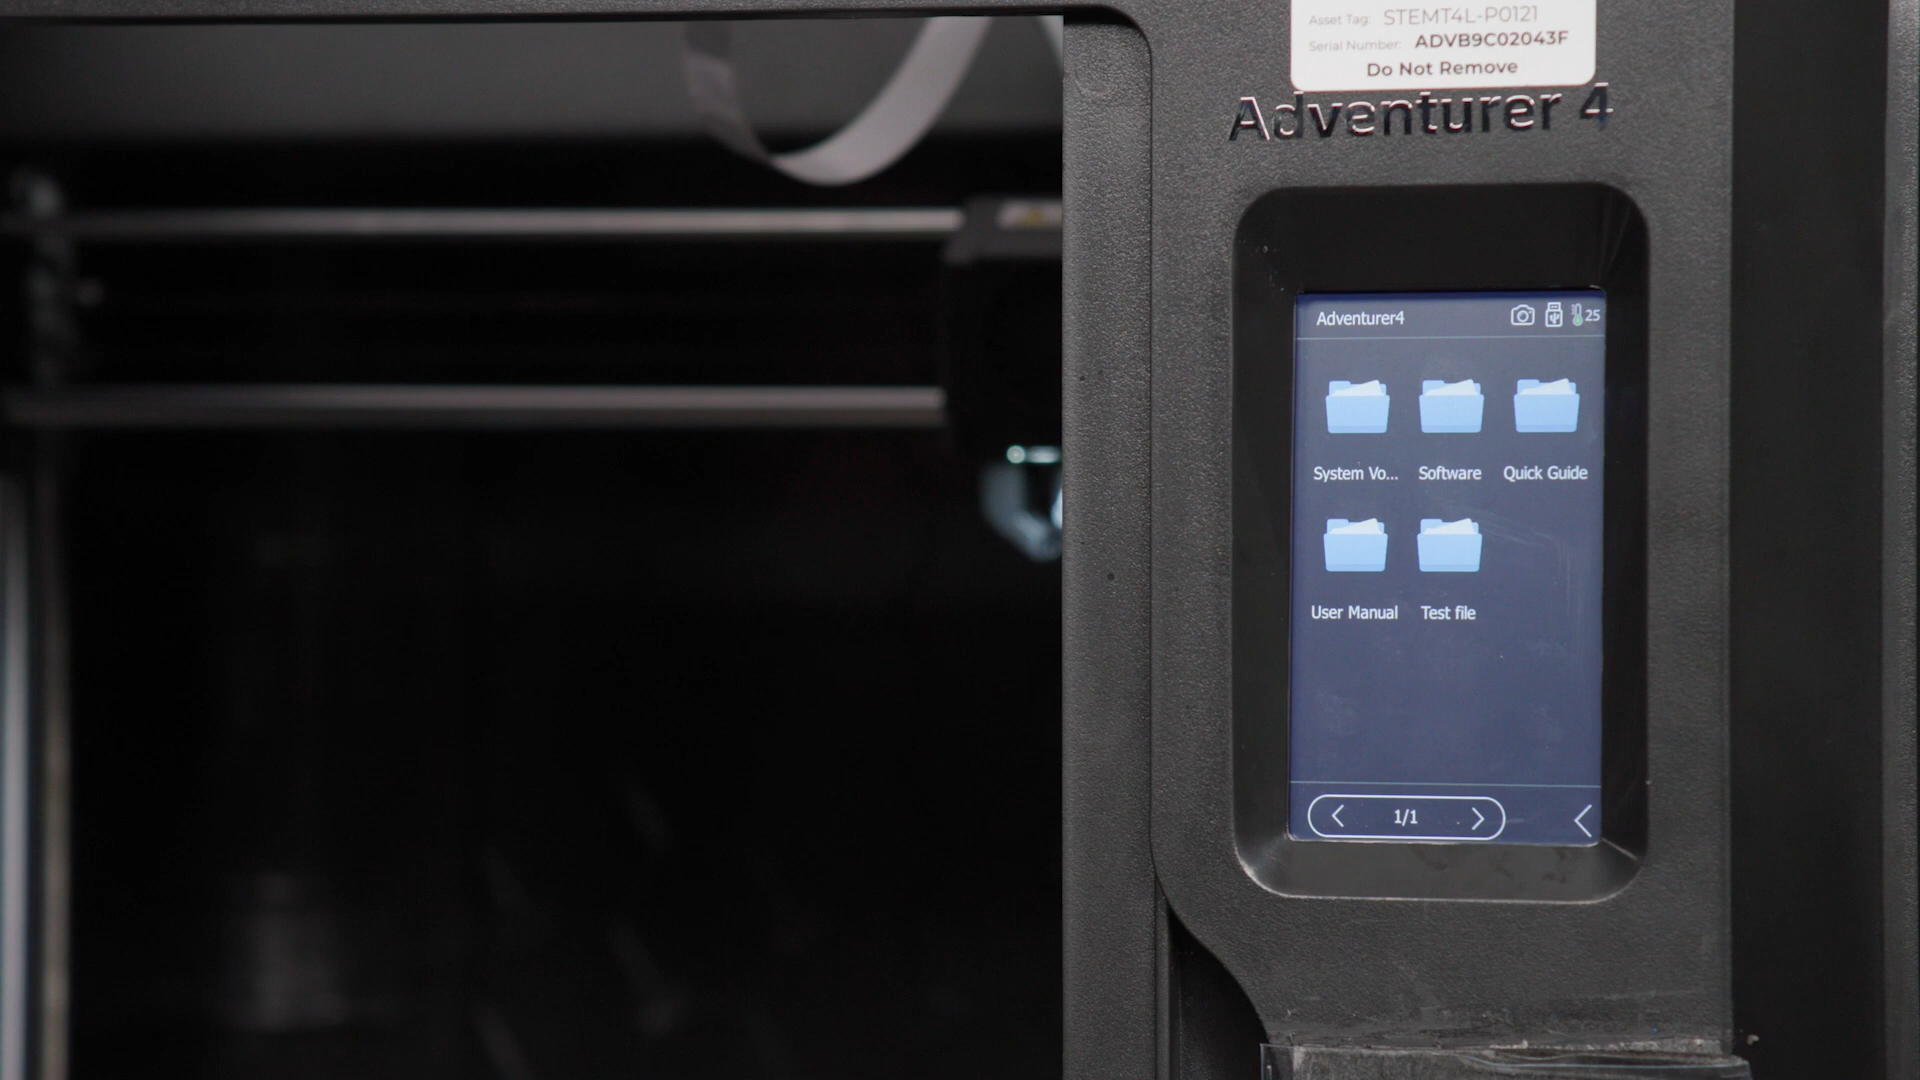 Asset Tag: STEMT4L-P0121
Serial Number: ADVB9C02043F
Do Not Remove
Adventurer 4
Adventurer4 25
System Vo... Software Quick Guide
User Manual Test file
1/1